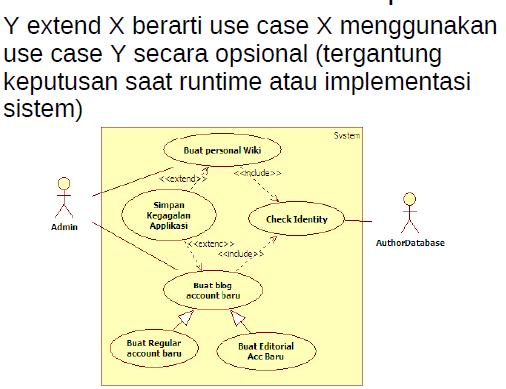 Y extend X berarti use case X menggunakan
use case Y secara opsional (tergantung
keputusan saat runtime atau implementasi
sistem)
System
Buat personal Wiki
<<extend>>
<<include>>
Simpan
Kegagalan
Applikasi
Check Identity
Admin
AuthorDatabase
<<extend>>
<<include>>
Buat blog
account baru
Buat Regular
account baru
Buat Editorial
Acc Baru